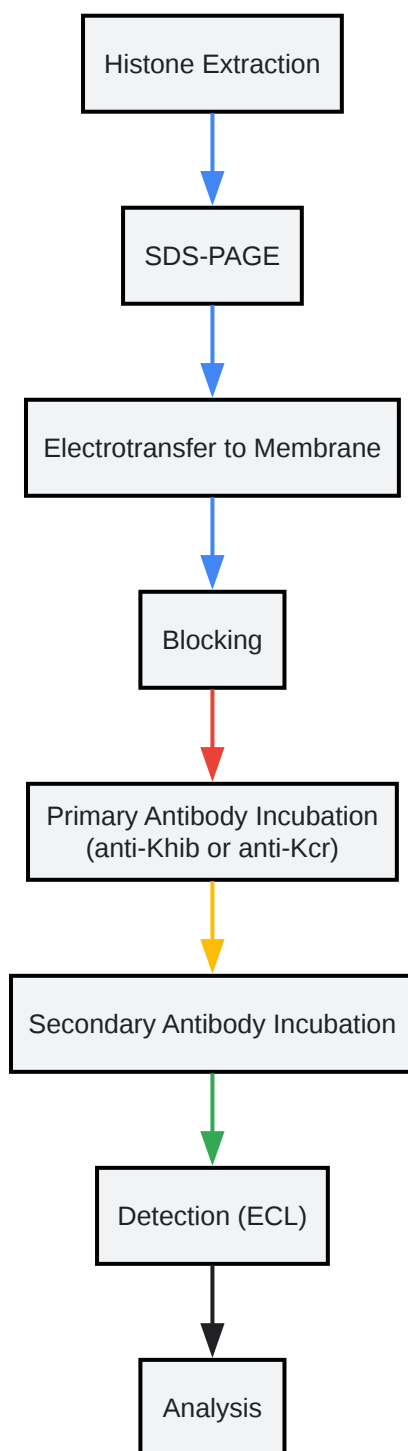 Histone Extraction
SDS-PAGE
Electrotransfer to Membrane
Blocking
Primary Antibody Incubation
(anti-Khib or anti-Kcr)
Secondary Antibody Incubation
Detection (ECL)
Analysis